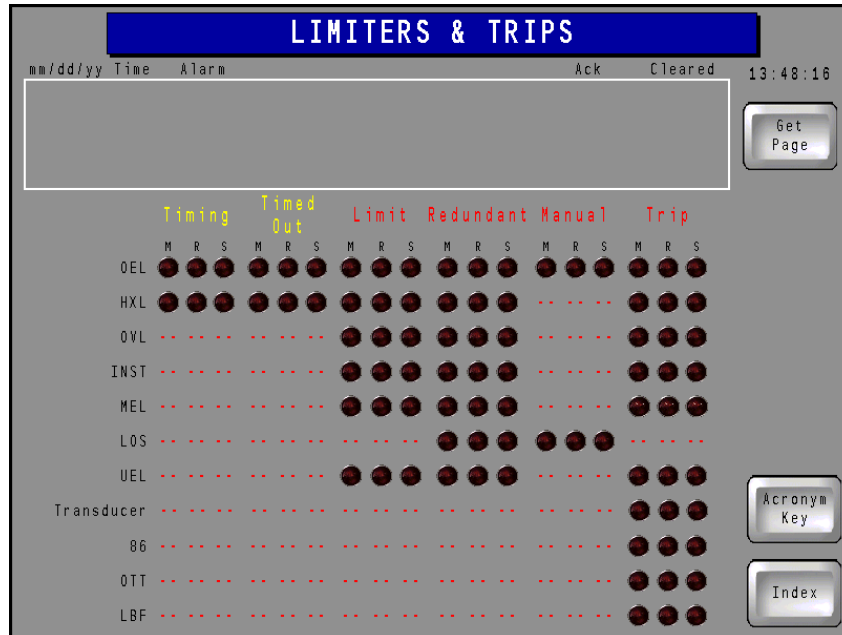 LIMITERS & TRIPS
mm/dd/yy Time Alarm Ack Cleared 13:48:16
Get
Page
Timing Timed Out Limit Redundant Manual Trip
M R S M R S M R S M R S M R S M R S
OEL
HXL -- -- --
OVL -- -- -- -- -- -- -- -- --
INST -- -- -- -- -- -- -- -- --
MEL -- -- -- -- -- -- -- -- --
LOS -- -- -- -- -- -- -- -- -- -- -- --
UEL -- -- -- -- -- -- -- -- --
Transducer -- -- -- -- -- -- -- -- -- -- -- -- -- -- --
86 -- -- -- -- -- -- -- -- -- -- -- -- -- -- --
OTT -- -- -- -- -- -- -- -- -- -- -- -- -- -- --
LBF -- -- -- -- -- -- -- -- -- -- -- -- -- -- --
Acronym
Key
Index